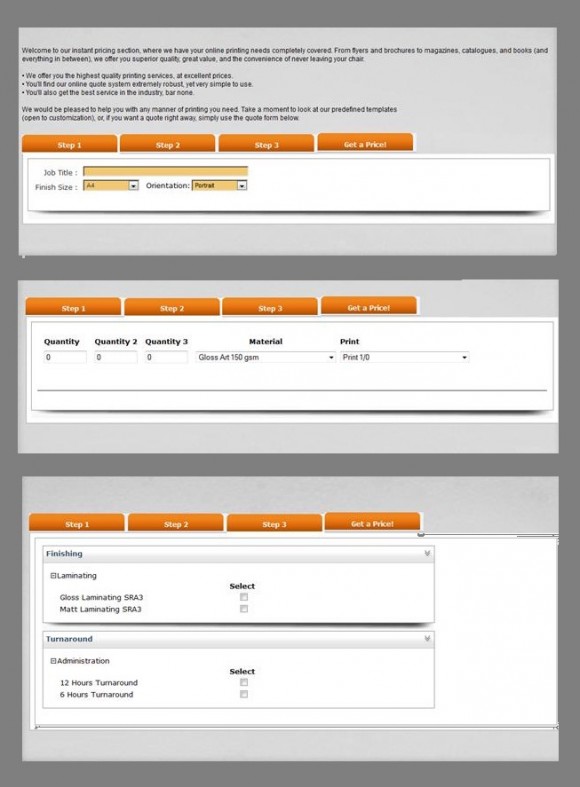 Welcome to our instant pricing section, where we have your online printing needs completely covered. From flyers and brochures to magazines, catalogues, and books (and
everything in between), we offer you superior quality, great value, and the convenience of never leaving your chair.
• We offer you the highest quality printing services, at excellent prices.
• You'll find our online quote system extremely robust, yet very simple to use.
• You'll also get the best service in the industry, bar none.
We would be pleased to help you with any manner of printing you need. Take a moment to look at our predefined templates
(open to customization), or, if you want a quote right away, simply use the quote form below.
Step 1 Step 2 Step 3 Get a Price!
Job Title :
Finish Size : A4 Orientation: Portrait
Step 1 Step 2 Step 3 Get a Price!
Quantity Quantity 2 Quantity 3 Material Print
0 0 0 Gloss Art 150 gsm Print 1/0
Step 1 Step 2 Step 3 Get a Price!
Finishing
Laminating
Select
Gloss Laminating SRA3
Matt Laminating SRA3
Turnaround
Administration
Select
12 Hours Turnaround
6 Hours Turnaround